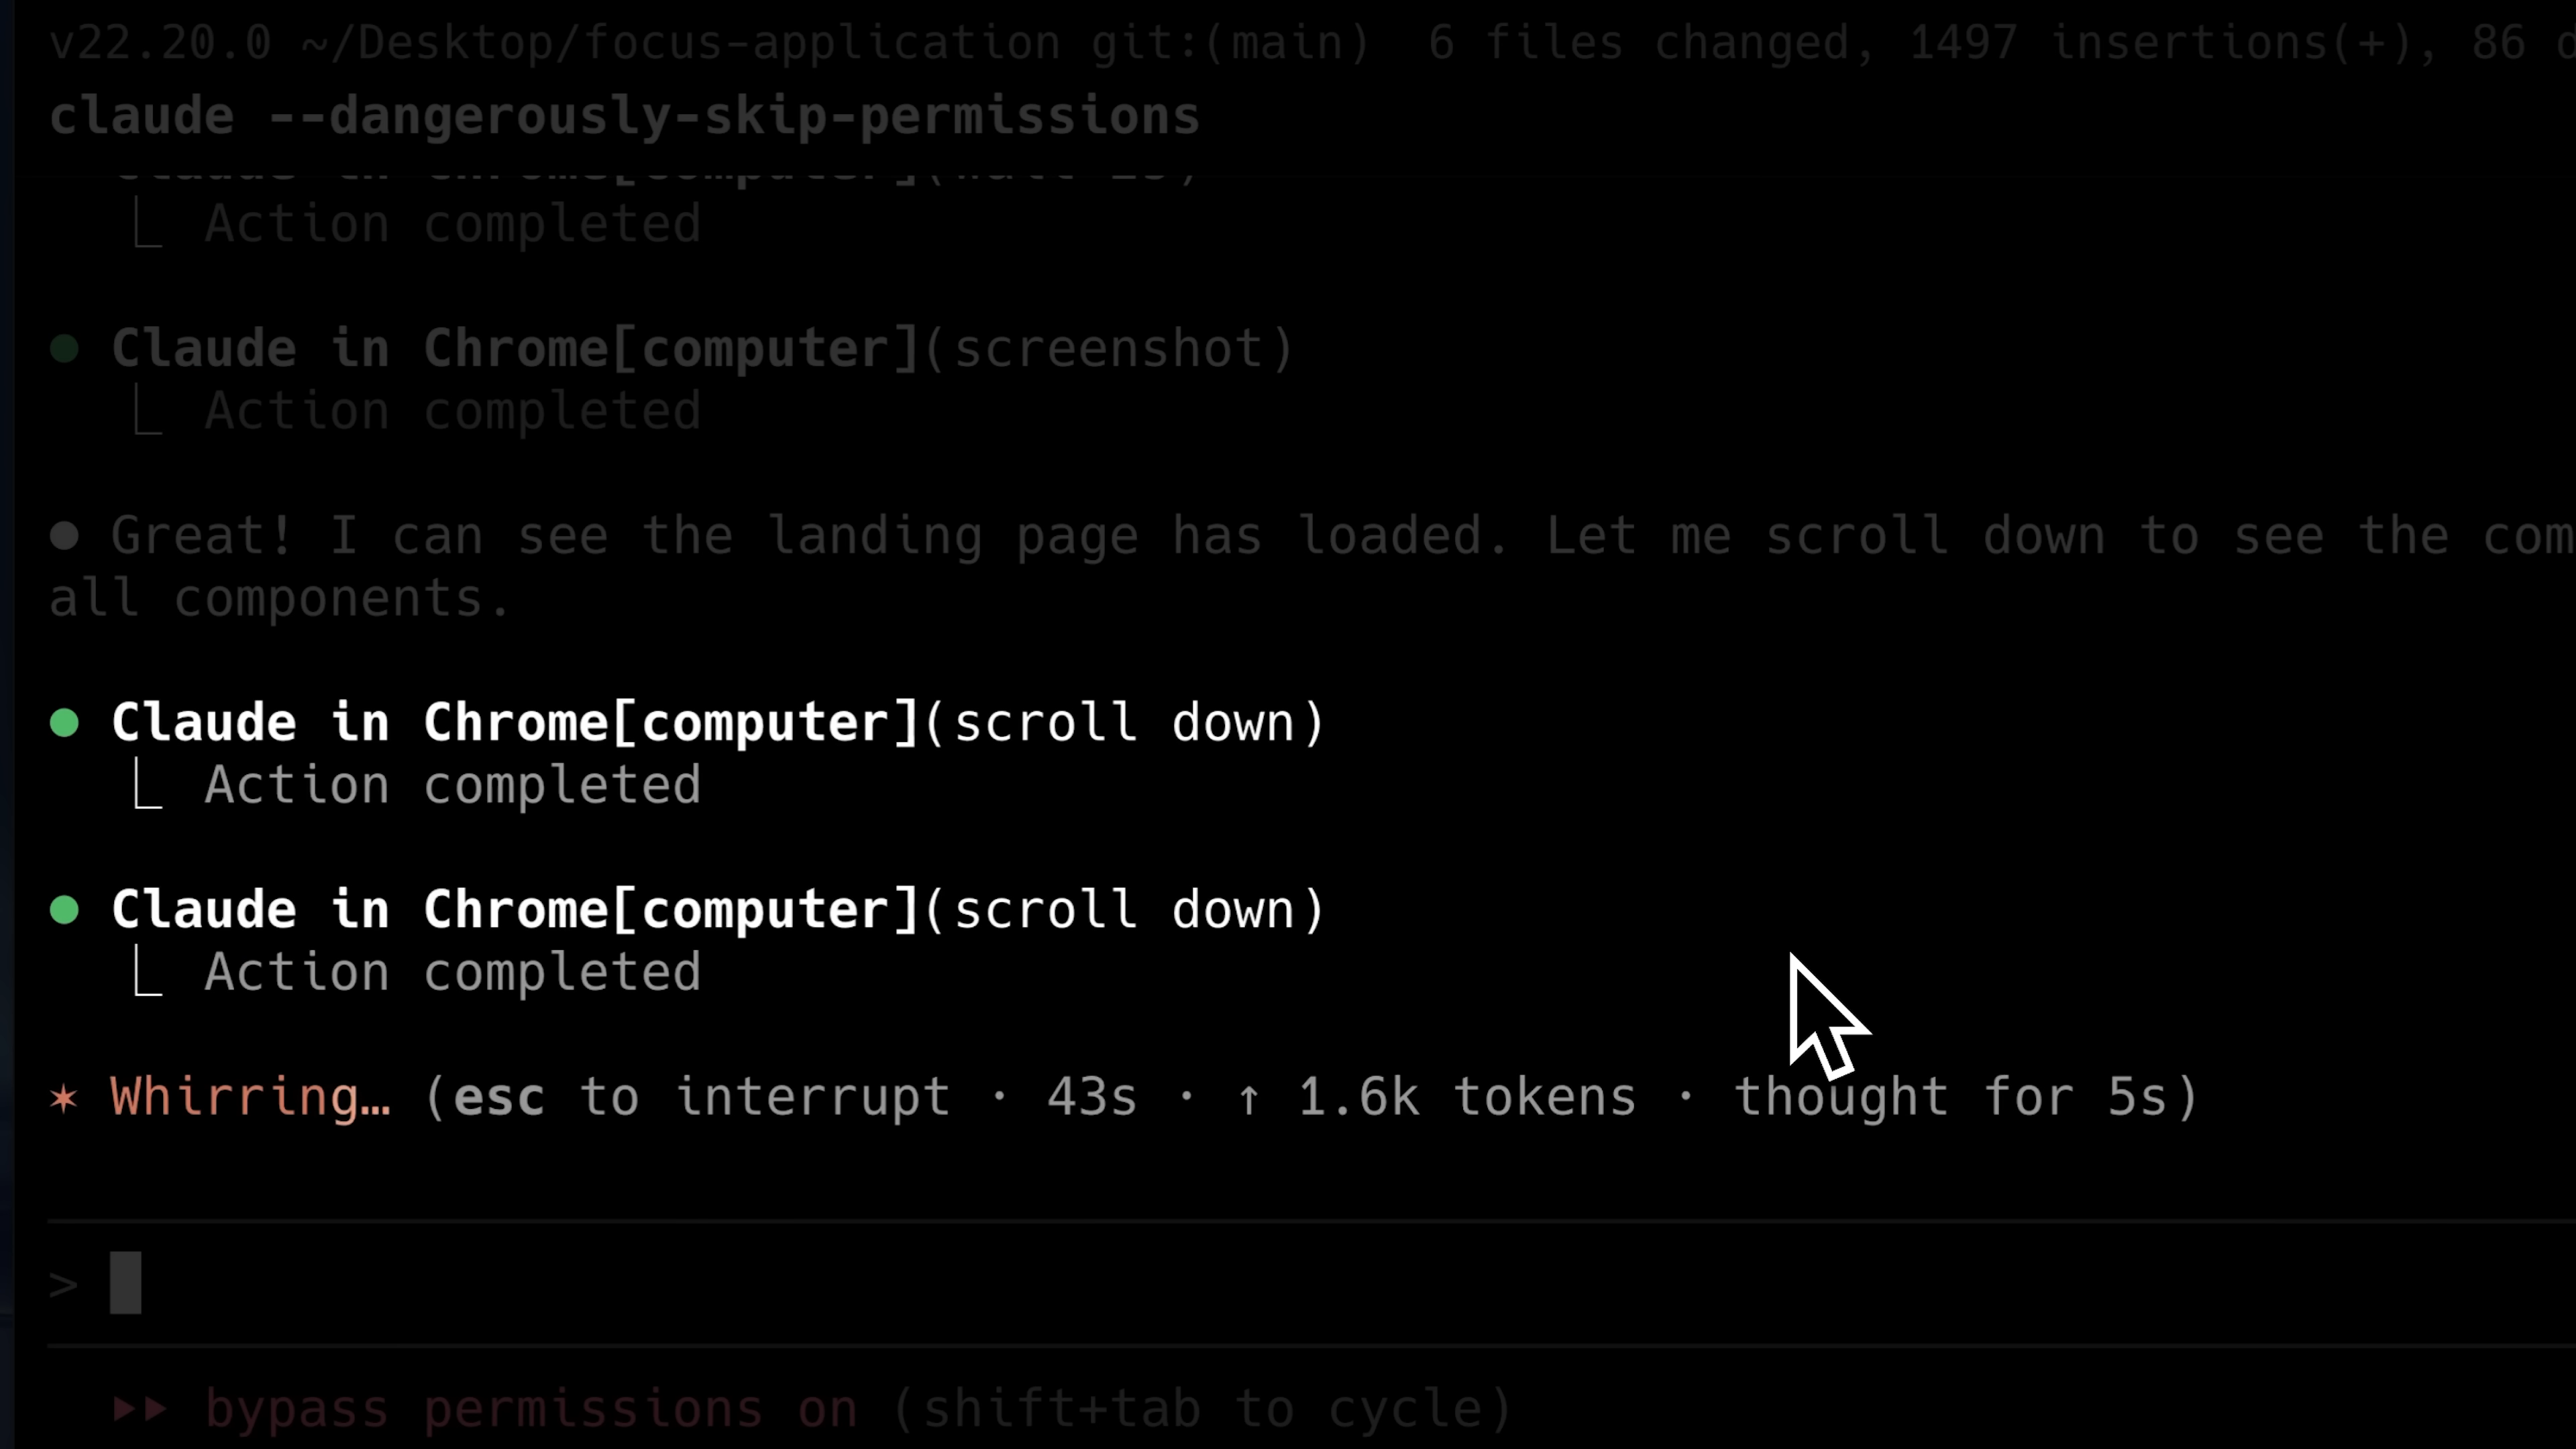 v22.20.0 ~/Desktop/focus-application git:(main)  6 files changed, 1497 insertions(+), 86 d
claude --dangerously-skip-permissions
⎿ Action completed
● Claude in Chrome[computer](screenshot)
⎿ Action completed
● Great! I can see the landing page has loaded. Let me scroll down to see the com
all components.
● Claude in Chrome[computer](scroll down)
⎿ Action completed
● Claude in Chrome[computer](scroll down)
⎿ Action completed
✶ Whirring… (esc to interrupt · 43s · ↑ 1.6k tokens · thought for 5s)
>
⏵⏵ bypass permissions on (shift+tab to cycle)